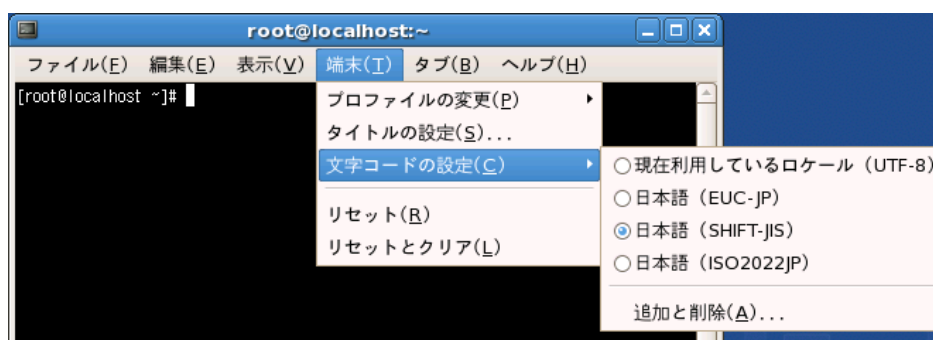 root@localhost:~
ファイル(F) 編集(E) 表示(V) 端末(T) タブ(B) ヘルプ(H)
[root@localhost ~]#
プロファイルの変更(P)
タイトルの設定(S)...
文字コードの設定(C)
リセット(R)
リセットとクリア(L)
現在利用しているロケール（UTF-8)
日本語（EUC-JP）
日本語（SHIFT-JIS）
日本語（ISO2022JP）
追加と削除(A)...